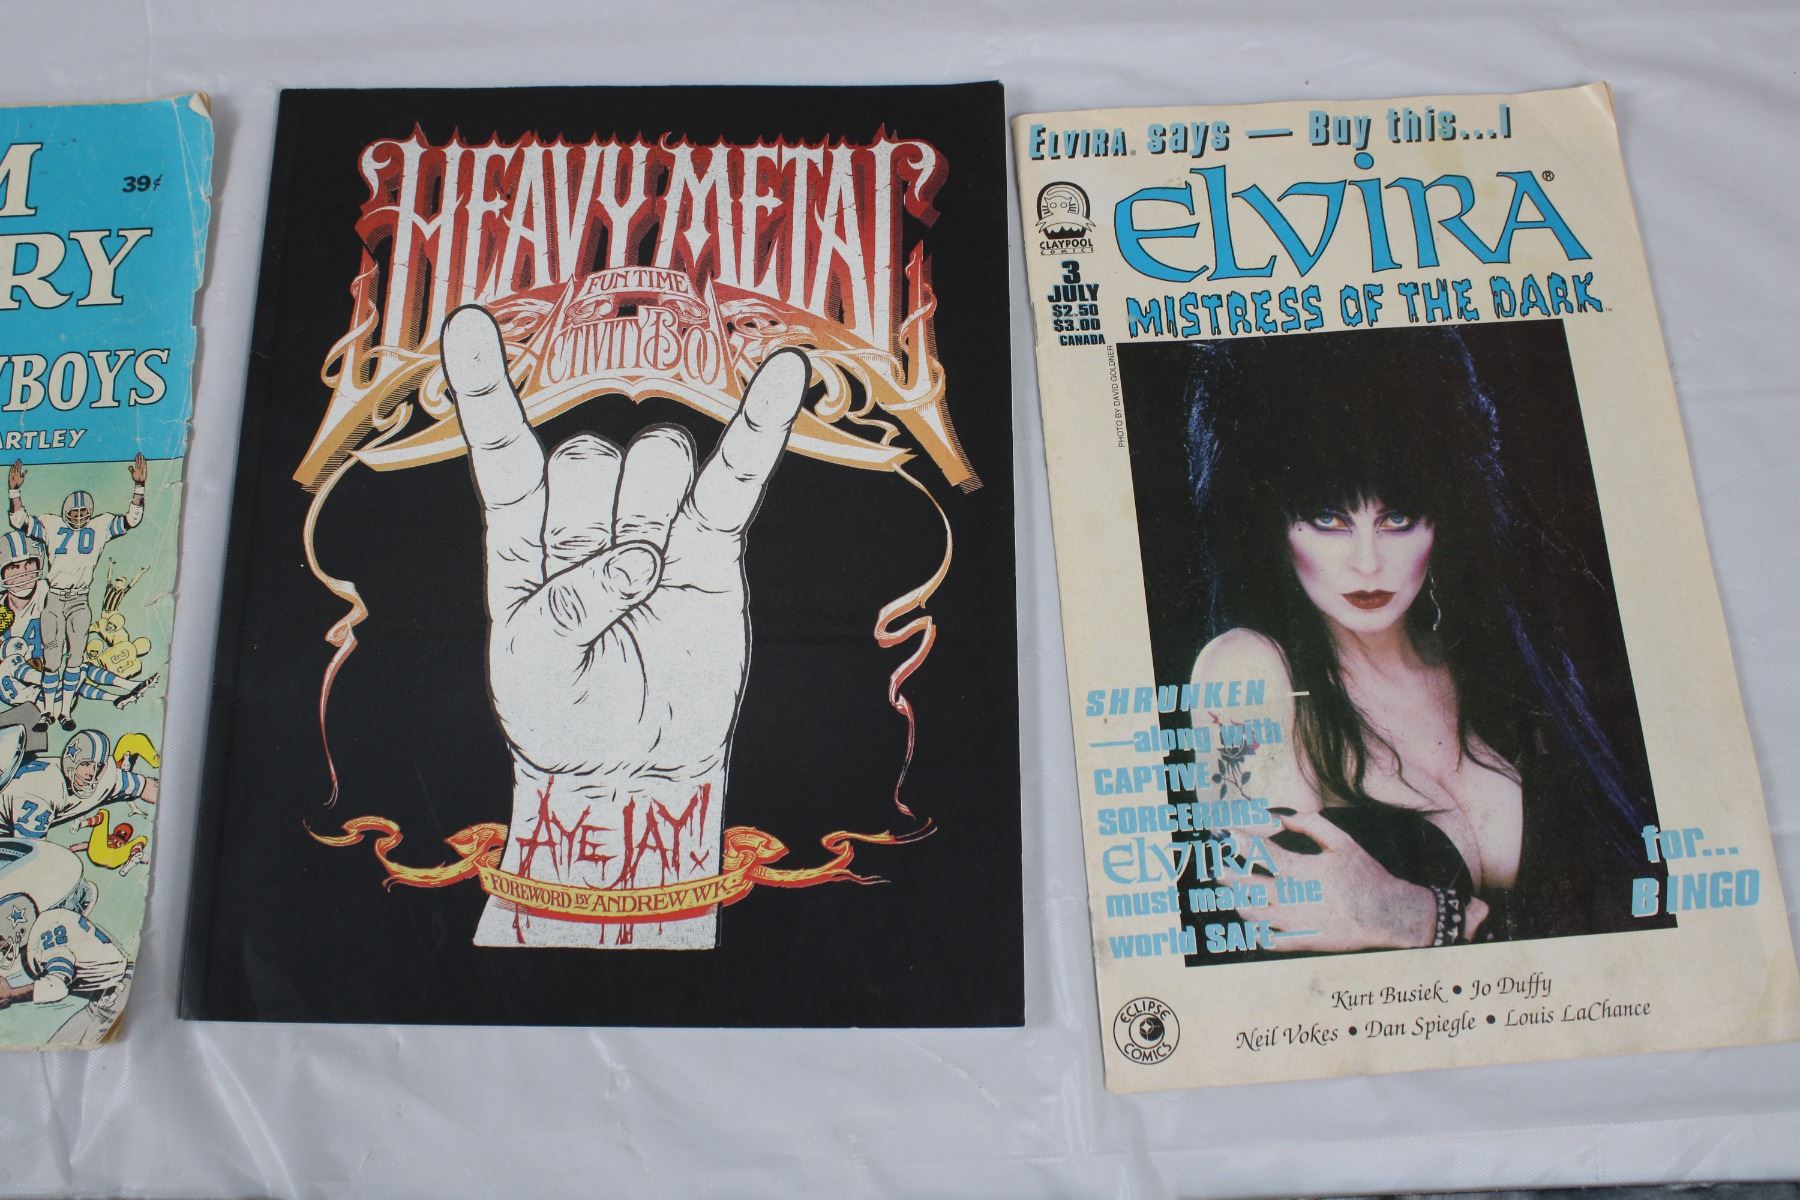 M
39¢
RY
WBOYS
ARTLEY
70
74
22
HEAVY METAL
FUN TIME
ACTIVITY BOOK
AYE JAY!
FOREWORD BY ANDREW WK
ELVIRA® says — Buy this...!
CLAYPOOL
COMICS
3
JULY
$2.50
$3.00
CANADA
ELVIRA®
MISTRESS OF THE DARK™
PHOTO BY DAVID GOLDNER
SHRUNKEN —
—along with
CAPTIVE
SORCERORS,
ELVIRA
must make the
world SAFE—
for...
BINGO
Kurt Busiek • Jo Duffy
Neil Vokes • Dan Spiegle • Louis LaChance
ECLIPSE
COMICS